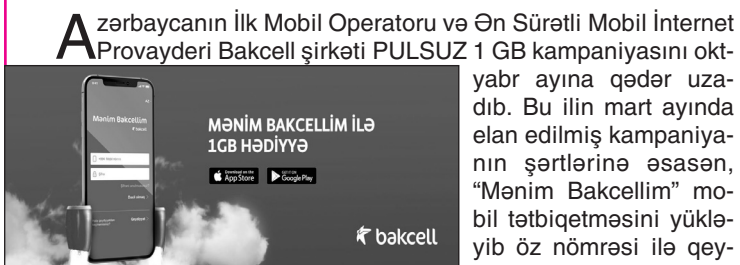 Azərbaycanın İlk Mobil Operatoru və Ən Sürətli Mobil İnternet
Provayderi Bakcell şirkəti PULSUZ 1 GB kampaniyasını okt-
yabr ayına qədər uza-
dıb. Bu ilin mart ayında
elan edilmiş kampaniya-
nın şərtlərinə əsasən,
“Mənim Bakcellim” mo-
bil tətbiqetməsini yüklə-
yib öz nömrəsi ilə qey-
Mənim Bakcellim
bakcell
MƏNİM BAKCELLİM İLƏ
1GB HƏDİYYƏ
Download on the
App Store
GET IT ON
Google Play
bakcell